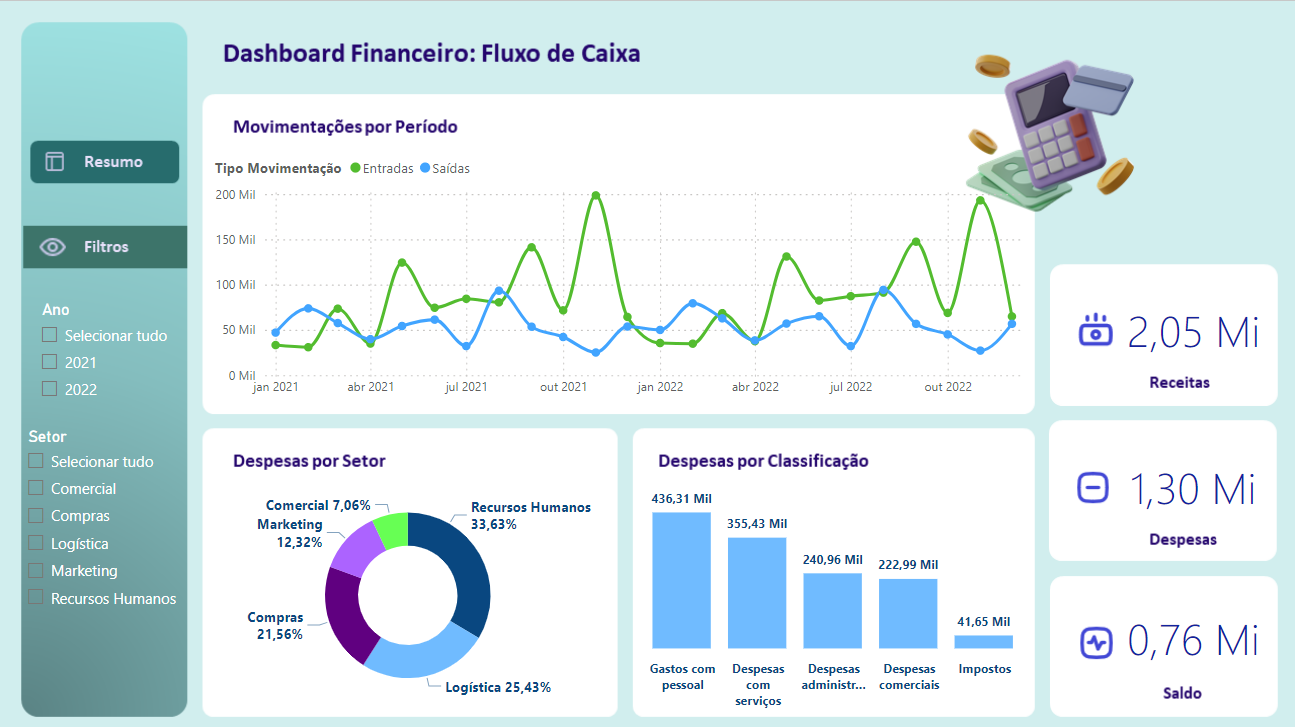 Dashboard Financeiro: Fluxo de Caixa
Resumo
Filtros
Ano
Selecionar tudo
2021
2022
Setor
Selecionar tudo
Comercial
Compras
Logística
Marketing
Recursos Humanos
Movimentações por Período
Tipo Movimentação Entradas Saídas
200 Mil
150 Mil
100 Mil
50 Mil
0 Mil
jan 2021 abr 2021 jul 2021 out 2021 jan 2022 abr 2022 jul 2022 out 2022
Despesas por Setor
Comercial 7,06%
Marketing
12,32%
Recursos Humanos
33,63%
Compras
21,56%
Logística 25,43%
Despesas por Classificação
436,31 Mil
355,43 Mil
240,96 Mil
222,99 Mil
41,65 Mil
Gastos com
pessoal
Despesas
com
serviços
Despesas
administr...
Despesas
comerciais
Impostos
2,05 Mi
Receitas
1,30 Mi
Despesas
0,76 Mi
Saldo